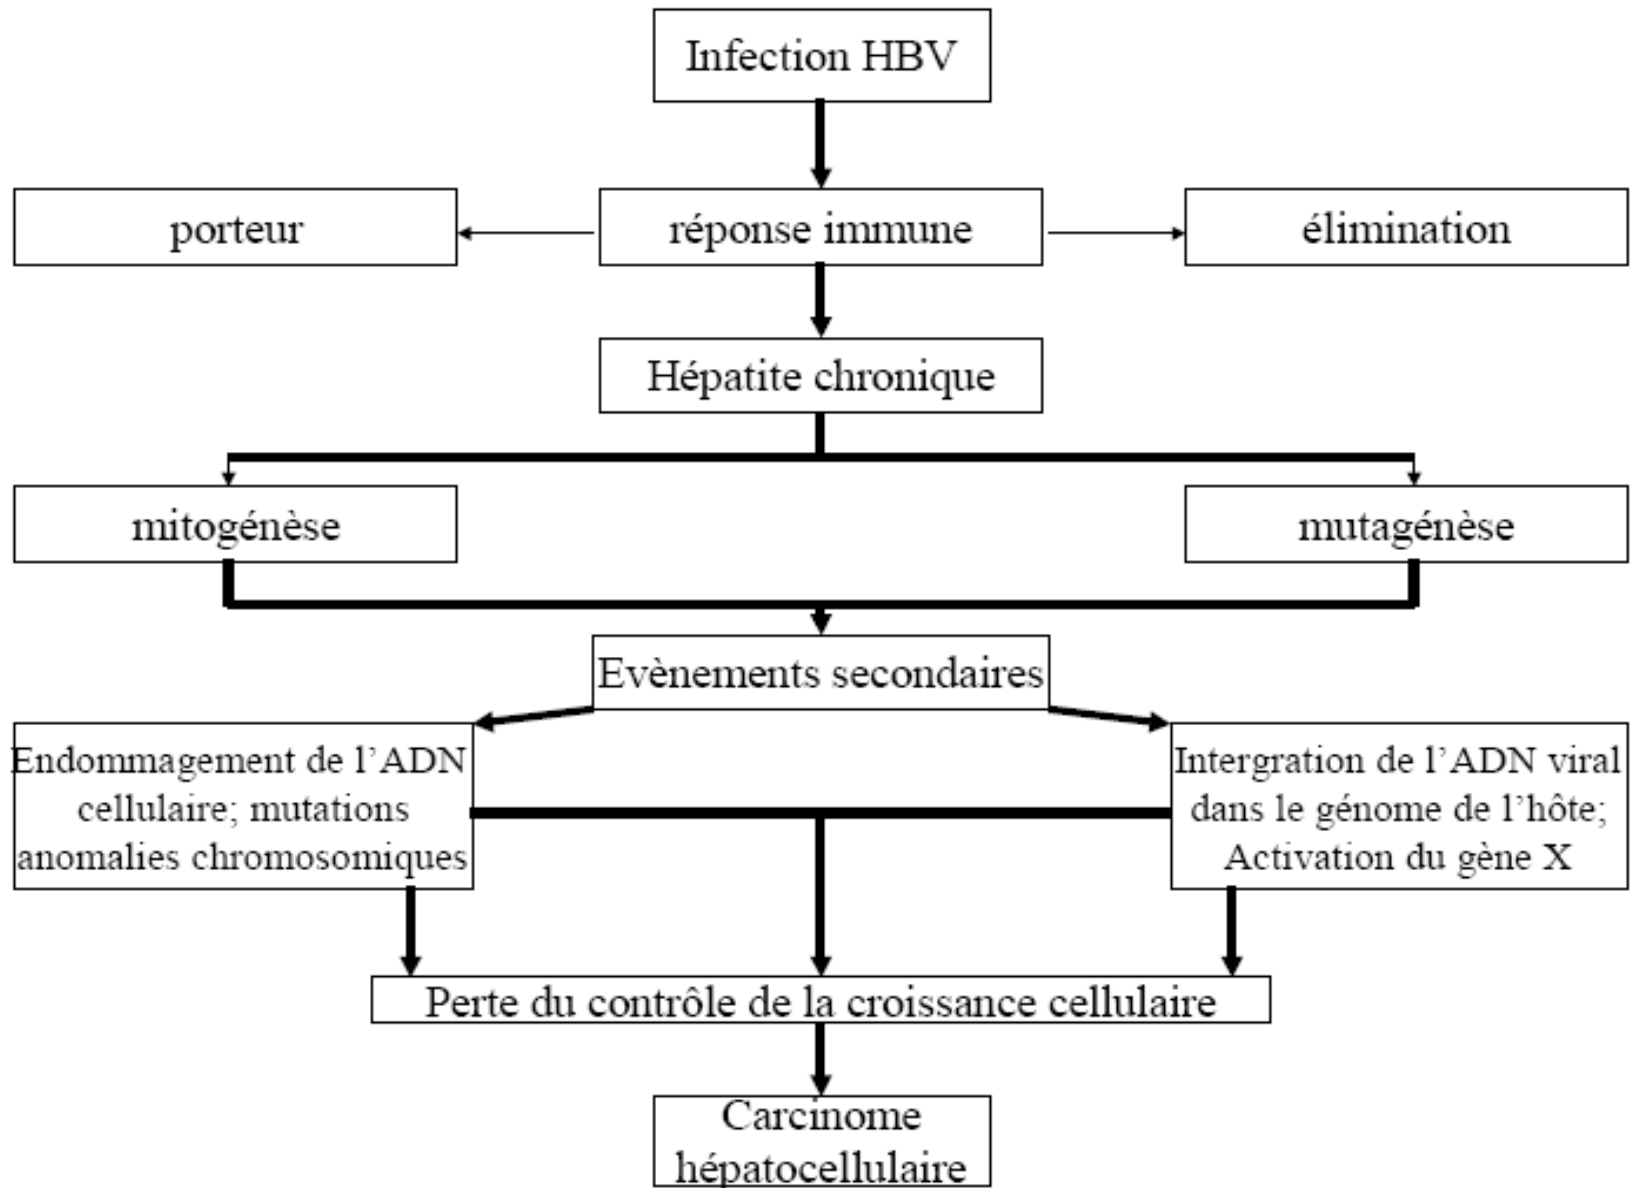 Infection HBV
porteur
réponse immune
élimination
Hépatite chronique
mitogénèse
mutagénèse
Evènements secondaires
Endommagement de l'ADN
cellulaire; mutations
anomalies chromosomiques
Intergration de l'ADN viral
dans le génome de l'hôte;
Activation du gène X
Perte du contrôle de la croissance cellulaire
Carcinome
hépatocellulaire